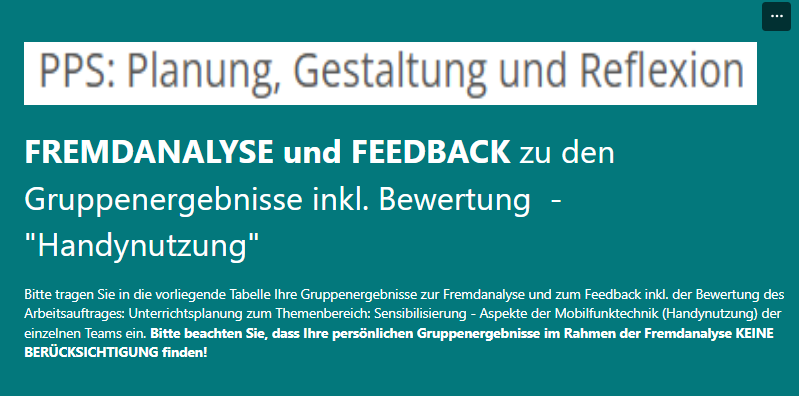 PPS: Planung, Gestaltung und Reflexion
FREMDANALYSE und FEEDBACK zu den
Gruppenergebnisse inkl. Bewertung -
"Handynutzung"
Bitte tragen Sie in die vorliegende Tabelle Ihre Gruppenergebnisse zur Fremdanalyse und zum Feedback inkl. der Bewertung des
Arbeitsauftrages: Unterrichtsplanung zum Themenbereich: Sensibilisierung - Aspekte der Mobilfunktechnik (Handynutzung) der
einzelnen Teams ein. Bitte beachten Sie, dass Ihre persönlichen Gruppenergebnisse im Rahmen der Fremdanalyse KEINE
BERÜCKSICHTIGUNG finden!